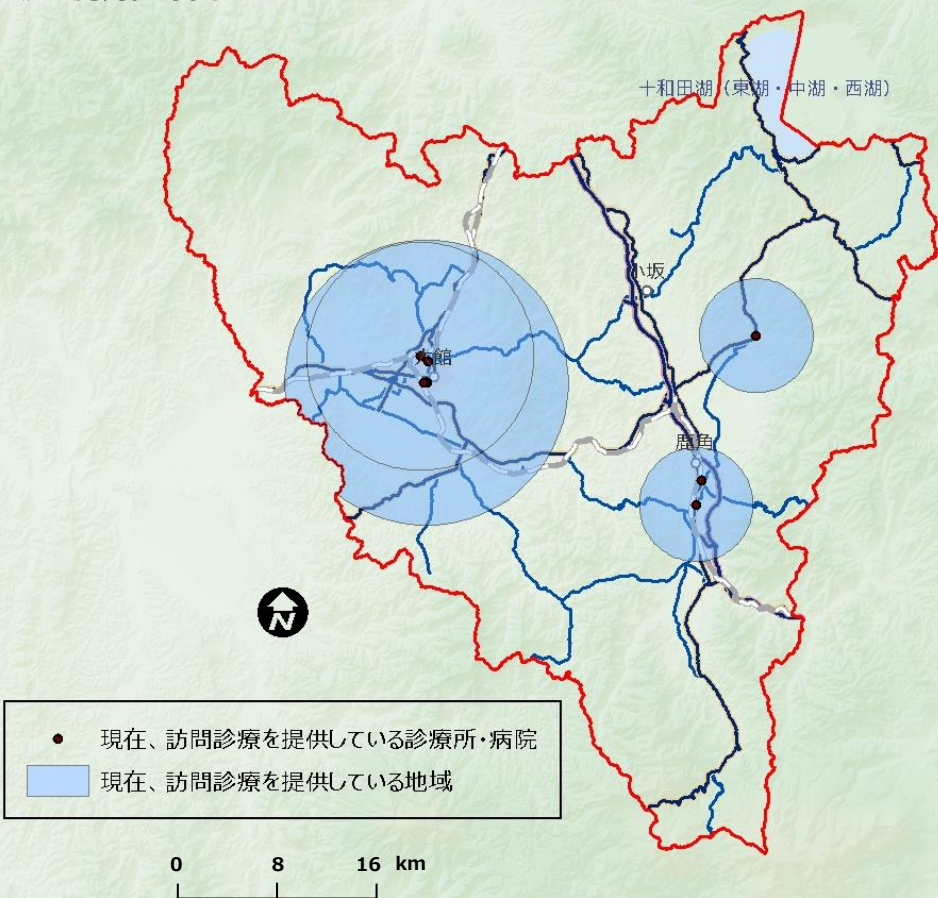 十和田湖（東湖・中湖・西湖）
小坂
大館
鹿角
N
現在、訪問診療を提供している診療所・病院
現在、訪問診療を提供している地域
0 8 16 km